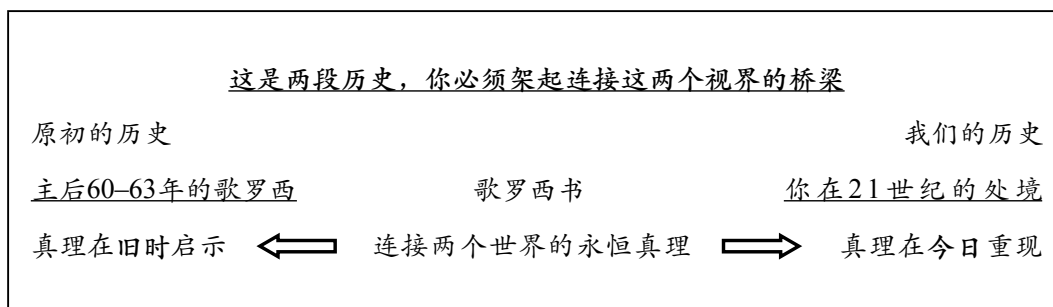 这是两段历史，你必须架起连接这两个视界的桥梁
原初的历史 我们的历史
主后60–63年的歌罗西 歌罗西书 你在21世纪的处境
真理在旧时启示 连接两个世界的永恒真理 真理在今日重现